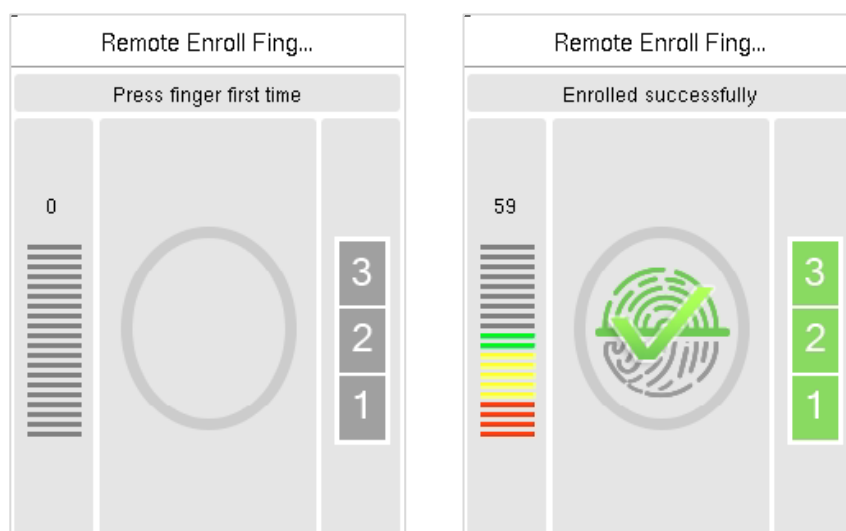 Remote Enroll Fing...
Press finger first time
0
3
2
1
Remote Enroll Fing...
Enrolled successfully
59
3
2
1